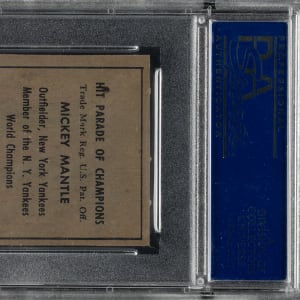 HIT PARADE OF CHAMPIONS
Trade Mark Reg. U.S. Pat. Off.
MICKEY MANTLE
Outfielder, New York Yankees
Member of the N. Y. Yankees
World Champions
PSA